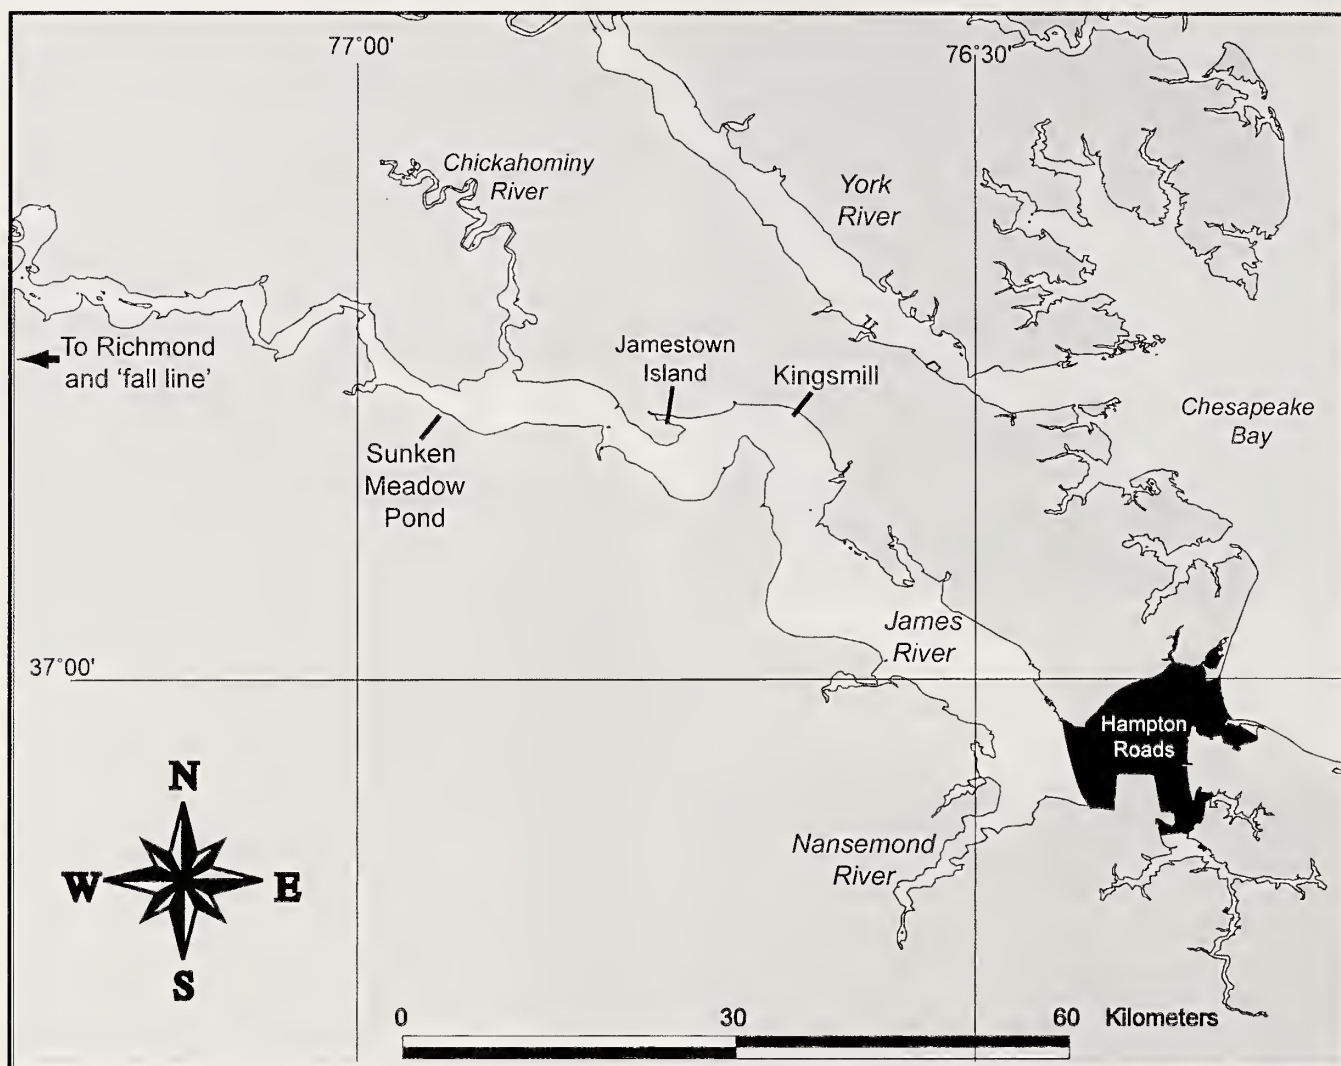 77°00'
76°30'
Chickahominy
River
York
River
To Richmond
and 'fall line'
Jamestown
Island
Kingsmill
Chesapeake
Bay
Sunken
Meadow
Pond
James
River
37°00'
Hampton
Roads
N
W
E
S
Nansemond
River
0
30
60
Kilometers